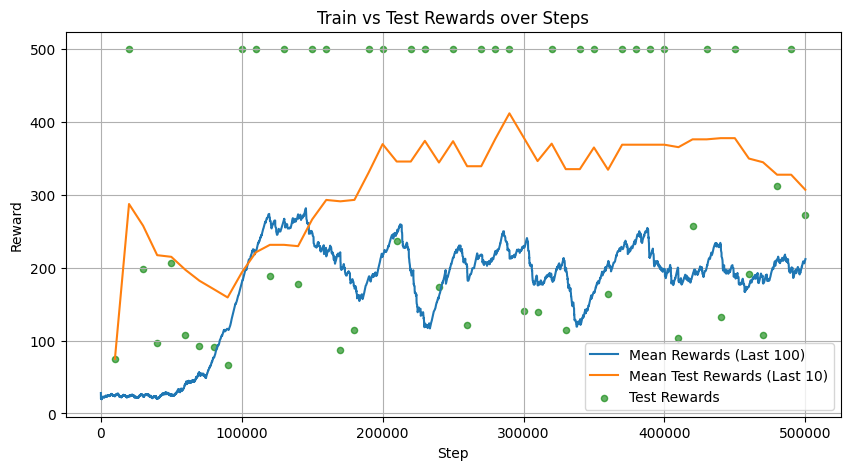 Train vs Test Rewards over Steps
Reward
500
400
300
200
100
0
0 100000 200000 300000 400000 500000
Step
Mean Rewards (Last 100)
Mean Test Rewards (Last 10)
Test Rewards